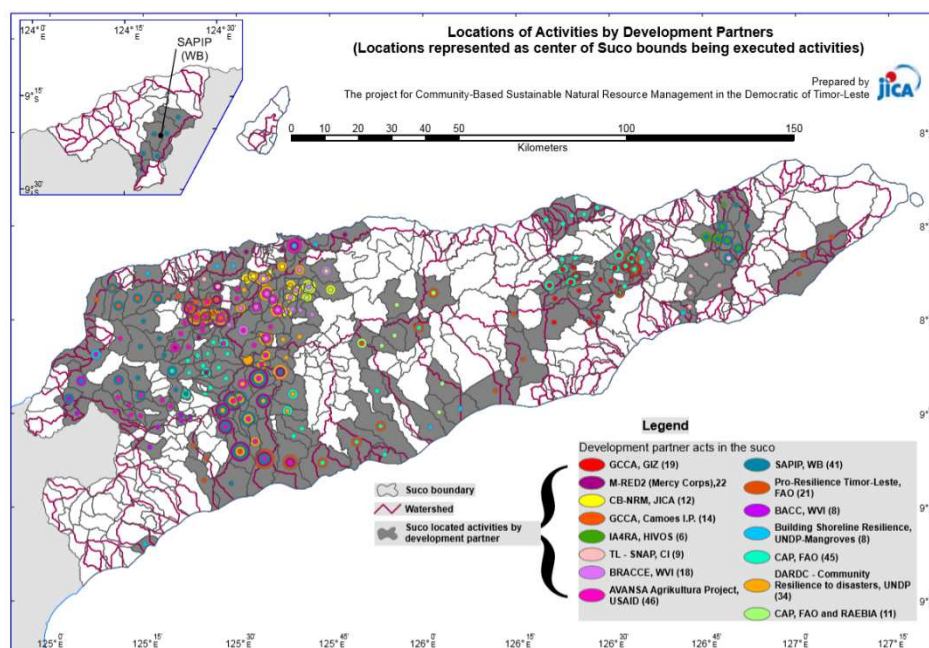 Locations of Activities by Development Partners
(Locations represented as center of Suco bounds being executed activities)
Prepared by
jica
The project for Community-Based Sustainable Natural Resource Management in the Democratic of Timor-Leste
124° 0' E
124° 15' E
124° 30' E
SAPIP
(WB)
9° 15' S
9° 30' S
0 10 20 30 40 50 100 150
Kilometers
8°
8°
8°
9°
9°
9°
Legend
Development partner acts in the suco
Suco boundary
Watershed
Suco located activities by
development partner
GCCA, GIZ (19)
M-RED2 (Mercy Corps),22
CB-NRM, JICA (12)
GCCA, Camoes I.P. (14)
IA4RA, HIVOS (6)
TL - SNAP, CI (9)
BRACCE, WVI (18)
AVANSA Agrikultura Project,
USAID (46)
SAPIP, WB (41)
Pro-Resilience Timor-Leste,
FAO (21)
BACC, WVI (8)
Building Shoreline Resilience,
UNDP-Mangroves (8)
CAP, FAO (45)
DARDC - Community
Resilience to disasters, UNDP
(34)
CAP, FAO and RAEBIA (11)
125° 0' E
125° 15' E
125° 30' E
125° 45' E
126° 0' E
126° 15' E
126° 30' E
126° 45' E
127° 0' E
127° 15' E